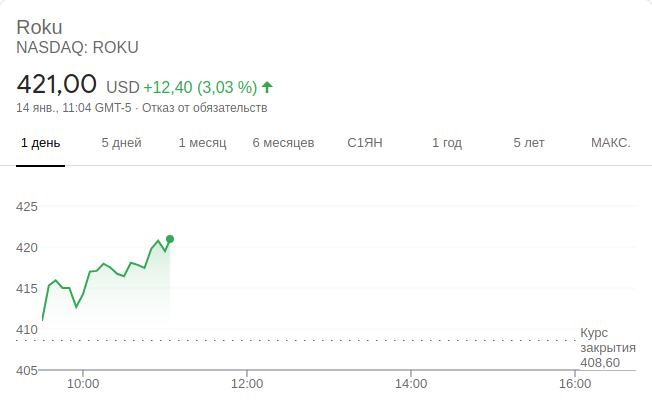 Roku
NASDAQ: ROKU
421,00 USD +12,40 (3,03 %)
14 янв., 11:04 GMT-5 · Отказ от обязательств
1 день 5 дней 1 месяц 6 месяцев С1ЯН 1 год 5 лет МАКС.
425
420
415
410
Курс
закрытия
408,60
405
10:00 12:00 14:00 16:00